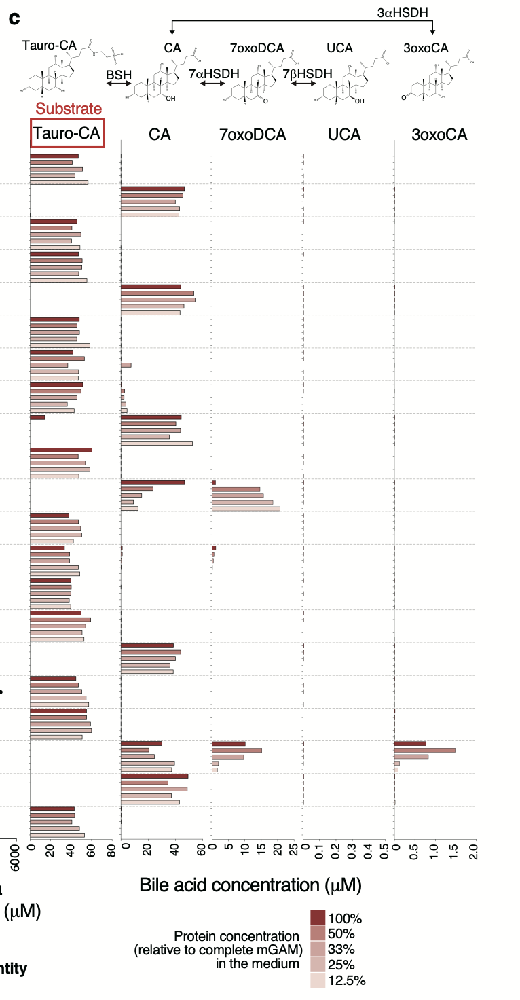 c
3αHSDH
Tauro-CA
CA
7oxoDCA
UCA
3oxoCA
BSH
7αHSDH
7βHSDH
OH
O
OH
Substrate
Tauro-CA
CA
7oxoDCA
UCA
3oxoCA
6000
0 20 40 60 80
0 20 40 60
0 5 10 15 20 25
0 0.1 0.2 0.3 0.4 0.5
0 0.5 1.0 1.5 2.0
Bile acid concentration (μM)
(μM)
Protein concentration
(relative to complete mGAM)
in the medium
100%
50%
33%
25%
12.5%
ntity